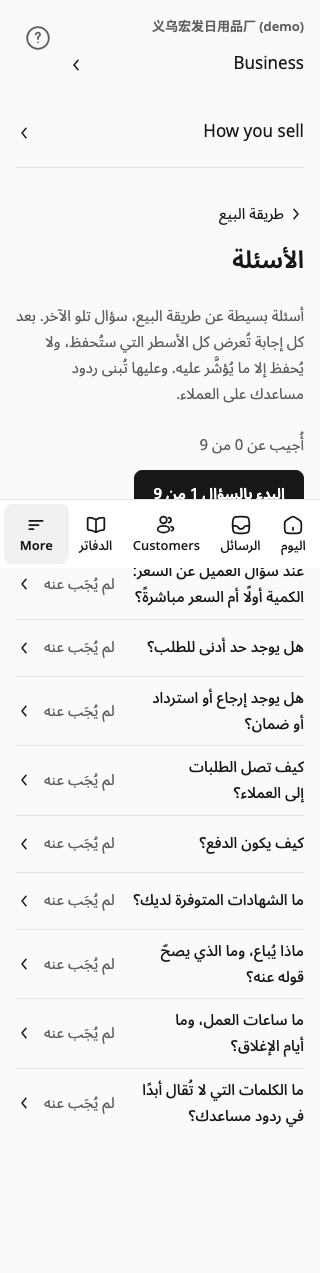 义乌宏发日用品厂 (demo)
Business
How you sell
طريقة البيع
الأسئلة
أسئلة بسيطة عن طريقة البيع، سؤال تلو الآخر. بعد
كل إجابة تُعرض كل الأسطر التي ستُحفظ، ولا
يُحفظ إلا ما يُؤشَّر عليه. وعليها تُبنى ردود
مساعدك على العملاء.
أُجيب عن 0 من 9
البدء بالسؤال 1 من 9
اليوم
الرسائل
Customers
الدفاتر
More
عند سؤال العميل عن السعر:
الكمية أولًا أم السعر مباشرةً؟
لم يُجَب عنه
هل يوجد حد أدنى للطلب؟
لم يُجَب عنه
هل يوجد إرجاع أو استرداد
أو ضمان؟
لم يُجَب عنه
كيف تصل الطلبات
إلى العملاء؟
لم يُجَب عنه
كيف يكون الدفع؟
لم يُجَب عنه
ما الشهادات المتوفرة لديك؟
لم يُجَب عنه
ماذا يُباع، وما الذي يصحّ
قوله عنه؟
لم يُجَب عنه
ما ساعات العمل، وما
أيام الإغلاق؟
لم يُجَب عنه
ما الكلمات التي لا تُقال أبدًا
في ردود مساعدك؟
لم يُجَب عنه